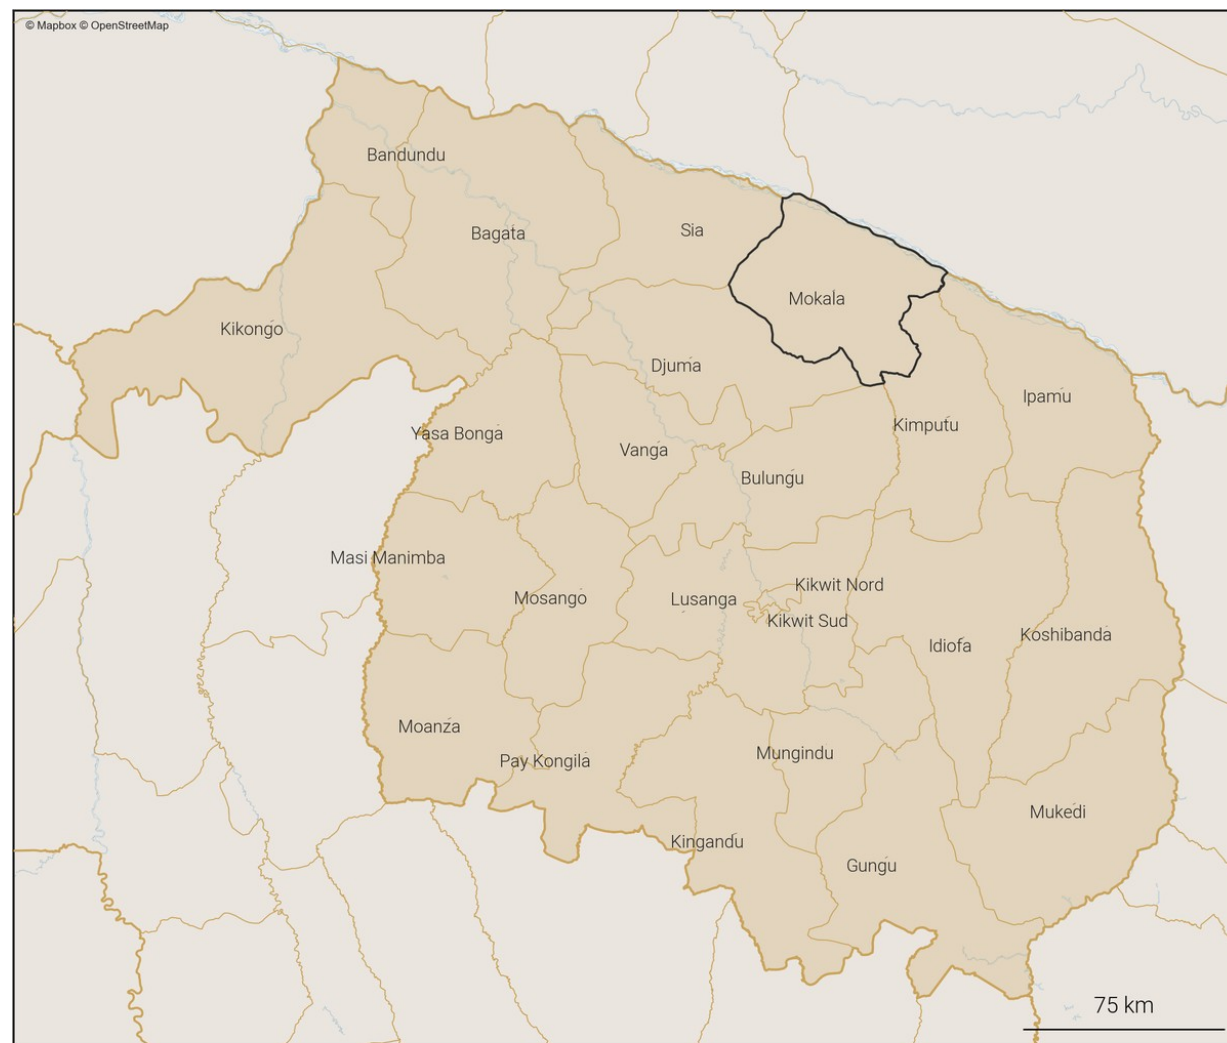 © Mapbox © OpenStreetMap
Bandundu
Bagata
Sia
Mokala
Kikongo
Djuma
Ipamu
Kimputu
Yasa Bonga
Vanga
Bulungu
Masi Manimba
Kikwit Nord
Mosango
Lusanga
Kikwit Sud
Koshibanda
Idiofa
Moanza
Mungindu
Pay Kongila
Mukedi
Kingandu
Gungu
75 km